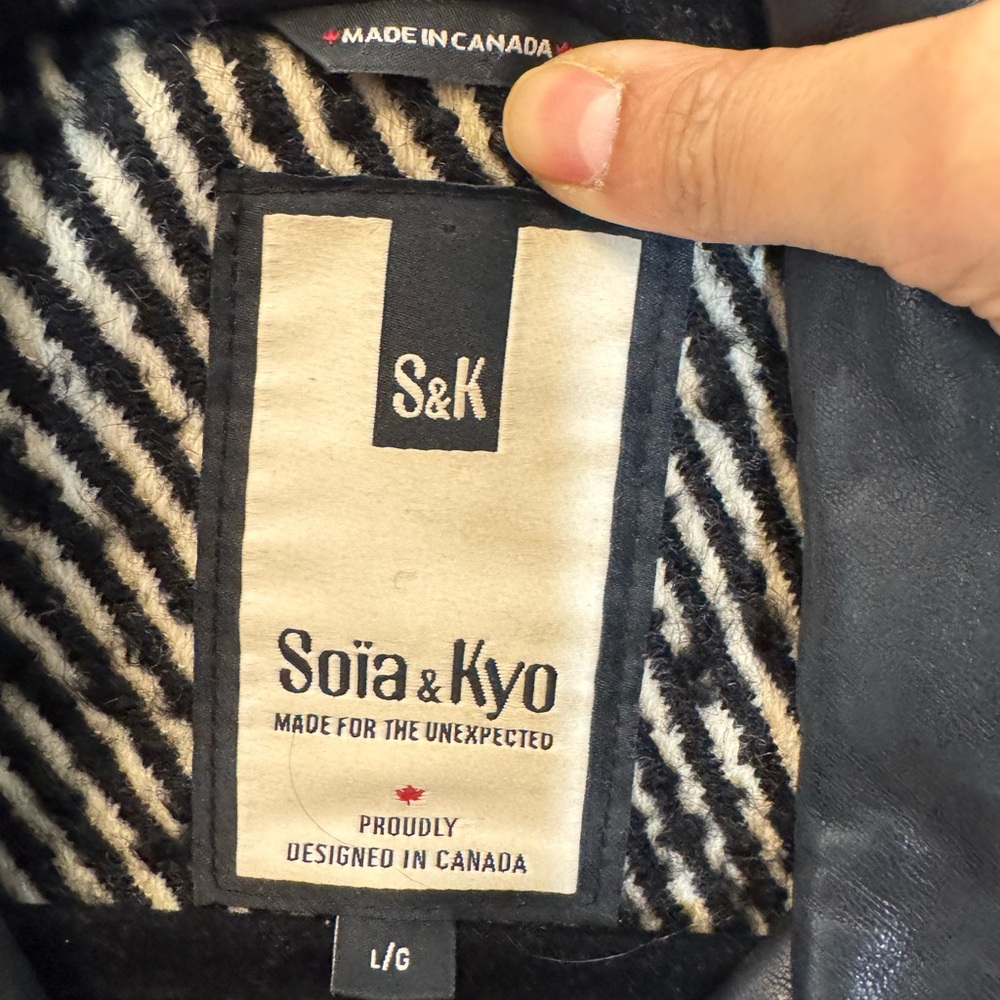 MADE IN CANADA
S&K
Soïa & Kyo
MADE FOR THE UNEXPECTED
PROUDLY
DESIGNED IN CANADA
L/G